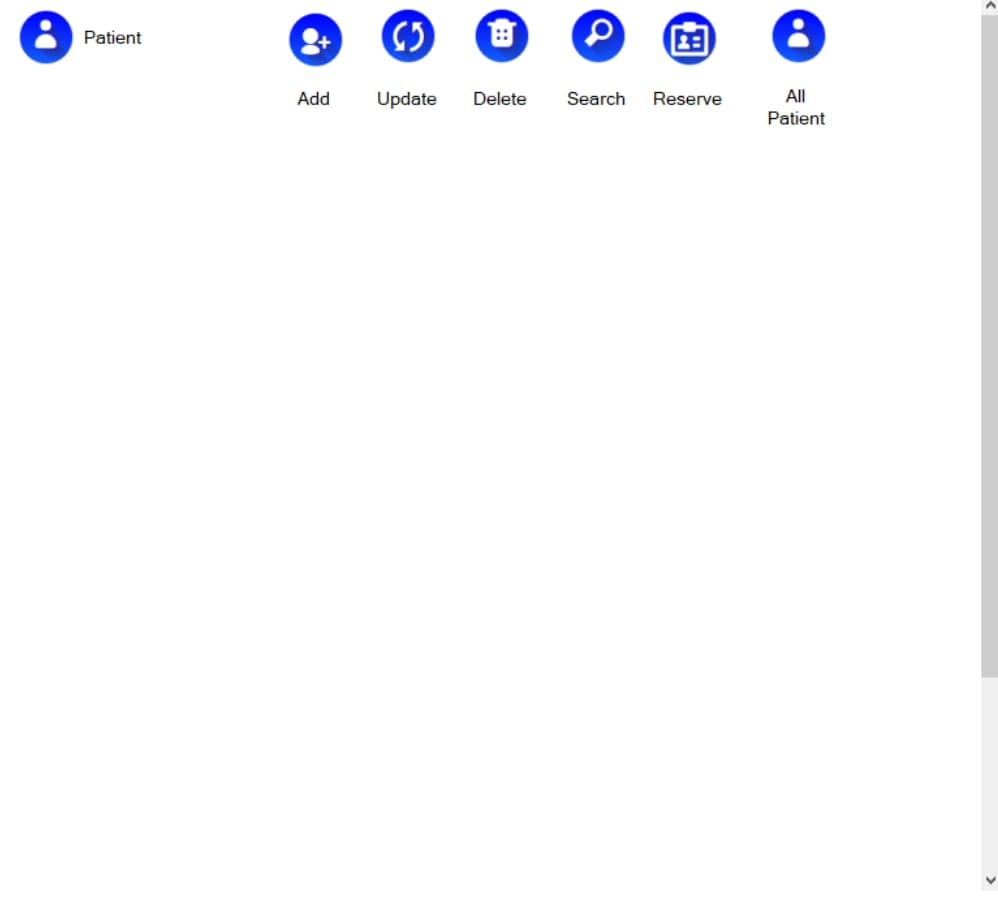 Patient
Add
Update
Delete
Search
Reserve
All
Patient